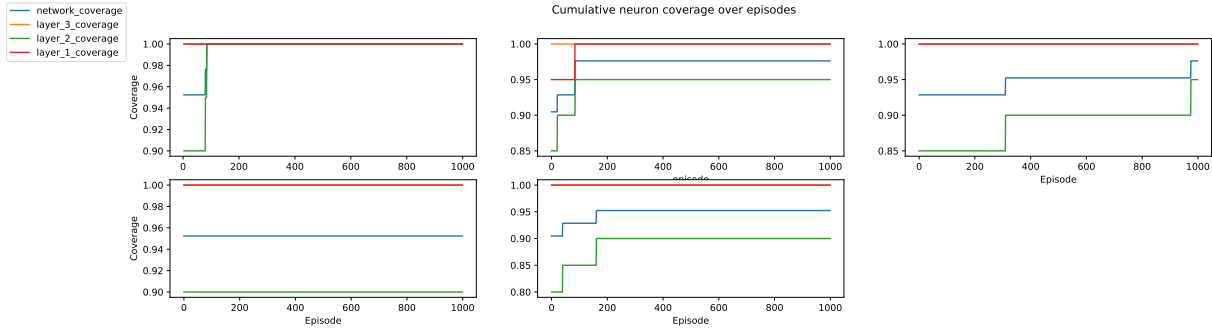 network_coverage
layer_3_coverage
layer_2_coverage
layer_1_coverage
Cumulative neuron coverage over episodes
Coverage
1.00
0.98
0.96
0.94
0.92
0.90
0 200 400 600 800 1000
1.00
0.95
0.90
0.85
0 200 400 600 800 1000
episode
1.00
0.95
0.90
0.85
0 200 400 600 800 1000
Episode
Coverage
1.00
0.98
0.96
0.94
0.92
0.90
0 200 400 600 800 1000
Episode
1.00
0.95
0.90
0.85
0.80
0 200 400 600 800 1000
Episode